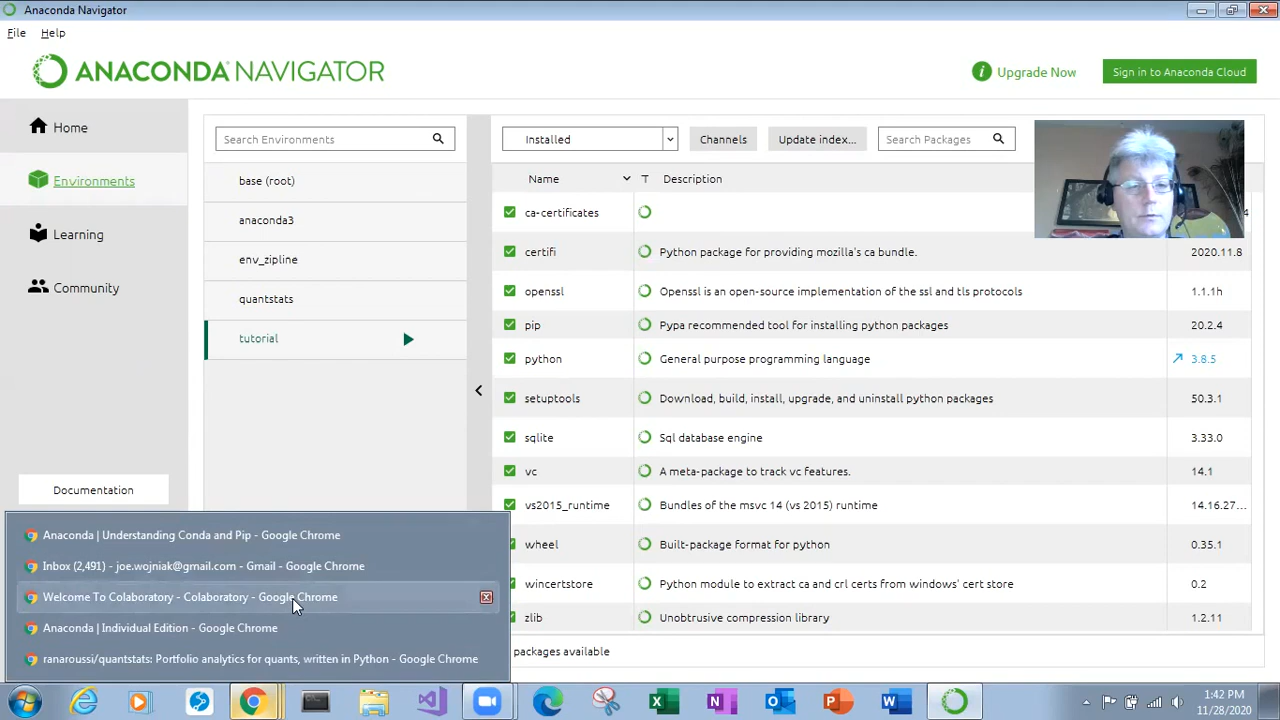 Anaconda Navigator
File Help
ANACONDA NAVIGATOR
Upgrade Now
Sign in to Anaconda Cloud
Home
Environments
Learning
Community
Documentation
Search Environments
base (root)
anaconda3
env_zipline
quantstats
tutorial
Installed
Channels
Update index...
Search Packages
Name T Description
ca-certificates
certifi Python package for providing mozilla's ca bundle. 2020.11.8
openssl Openssl is an open-source implementation of the ssl and tls protocols 1.1.1h
pip Pypa recommended tool for installing python packages 20.2.4
python General purpose programming language 3.8.5
setuptools Download, build, install, upgrade, and uninstall python packages 50.3.1
sqlite Sql database engine 3.33.0
vc A meta-package to track vc features. 14.1
vs2015_runtime Bundles of the msvc 14 (vs 2015) runtime 14.16.27...
wheel Built-package format for python 0.35.1
wincertstore Python module to extract ca and crl certs from windows' cert store 0.2
zlib Unobtrusive compression library 1.2.11
packages available
Anaconda | Understanding Conda and Pip - Google Chrome
Inbox (2,491) - joe.wojniak@gmail.com - Gmail - Google Chrome
Welcome To Colaboratory - Colaboratory - Google Chrome
Anaconda | Individual Edition - Google Chrome
ranaroussi/quantstats: Portfolio analytics for quants, written in Python - Google Chrome
1:42 PM
11/28/2020